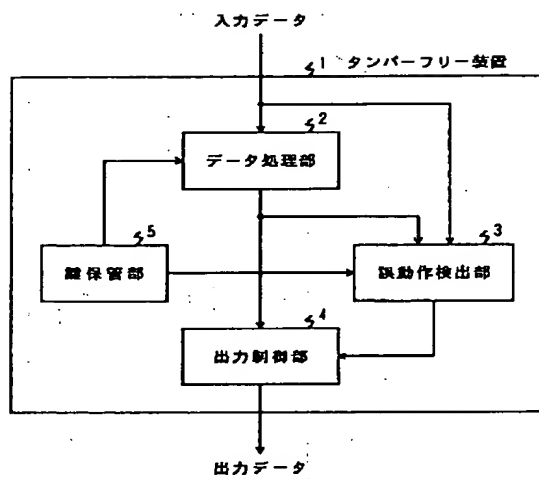 入力データ
1 タンパーフリー装置
2
データ処理部
5
鍵保管部
3
誤動作検出部
4
出力制御部
出力データ